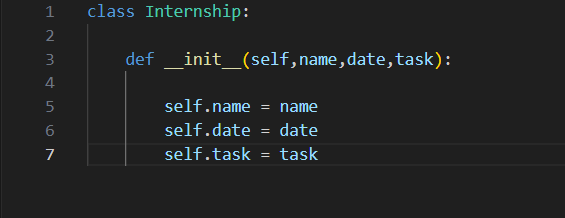 1 class Internship:
2
3 def __init__(self,name,date,task):
4
5 self.name = name
6 self.date = date
7 self.task = task